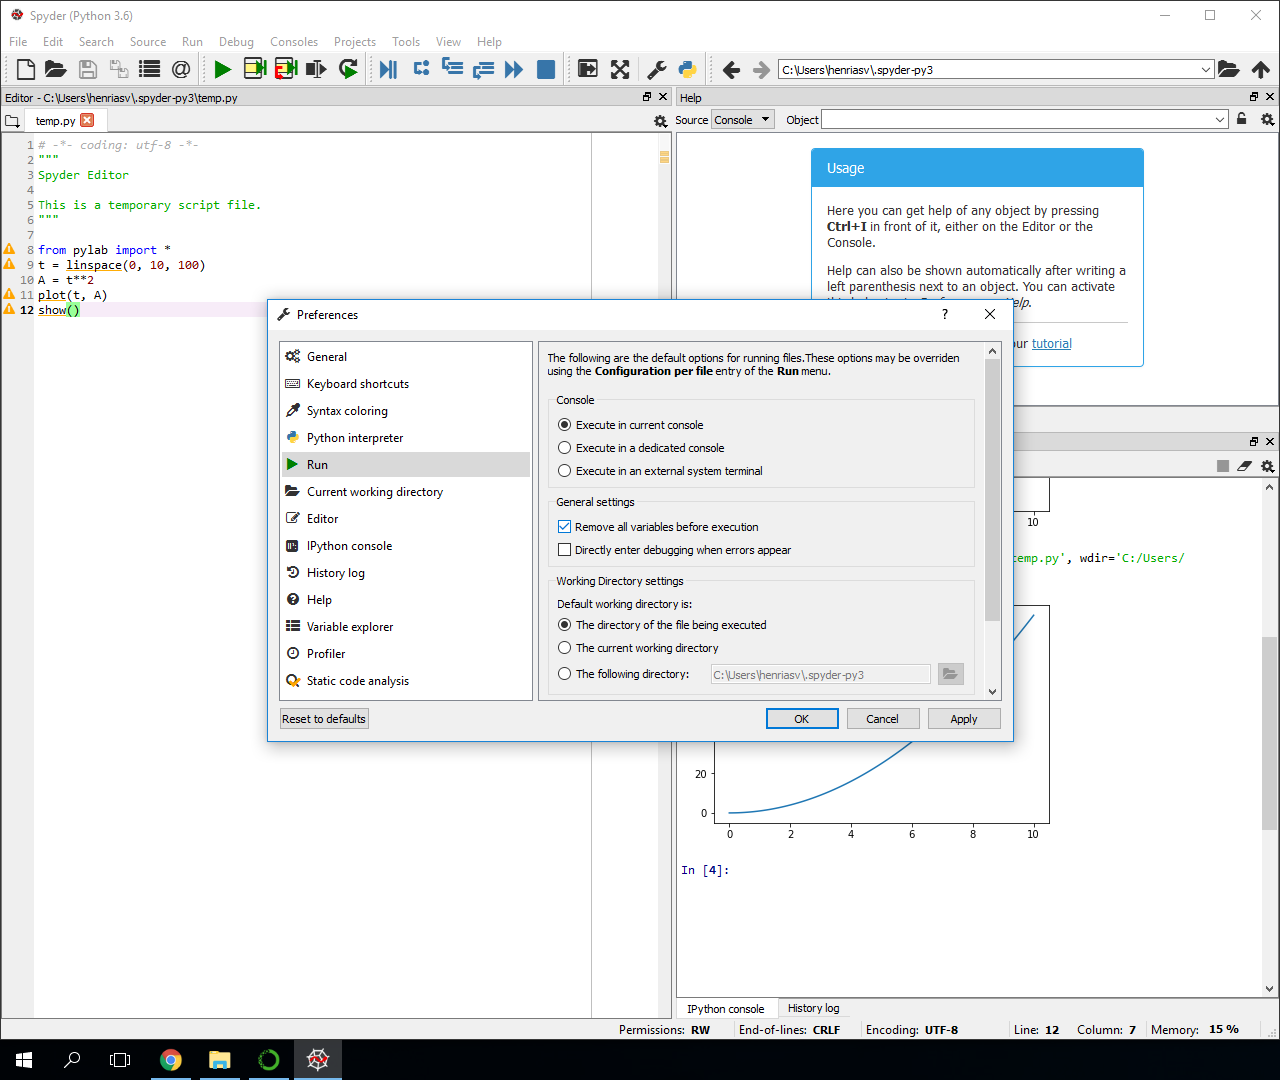 Spyder (Python 3.6)
File Edit Search Source Run Debug Consoles Projects Tools View Help
C:\Users\henriasv\.spyder-py3
Editor - C:\Users\henriasv\.spyder-py3\temp.py
temp.py
1 # -*- coding: utf-8 -*-
2 """
3 Spyder Editor
4
5 This is a temporary script file.
6 """
7
8 from pylab import *
9 t = linspace(0, 10, 100)
10 A = t**2
11 plot(t, A)
12 show()
Help
Source Console Object
Usage
Here you can get help of any object by pressing
Ctrl+I in front of it, either on the Editor or the
Console.
Help can also be shown automatically after writing a
left parenthesis next to an object. You can activate
tutorial
Preferences
?
General
Keyboard shortcuts
Syntax coloring
Python interpreter
Run
Current working directory
Editor
IPython console
History log
Help
Variable explorer
Profiler
Static code analysis
The following are the default options for running files.These options may be overriden
using the Configuration per file entry of the Run menu.
Console
Execute in current console
Execute in a dedicated console
Execute in an external system terminal
General settings
Remove all variables before execution
Directly enter debugging when errors appear
Working Directory settings
Default working directory is:
The directory of the file being executed
The current working directory
The following directory: C:\Users\henriasv\.spyder-py3
Reset to defaults OK Cancel Apply
10
temp.py', wdir='C:/Users/
20
0
0 2 4 6 8 10
In [4]:
IPython console History log
Permissions: RW End-of-lines: CRLF Encoding: UTF-8 Line: 12 Column: 7 Memory: 15 %